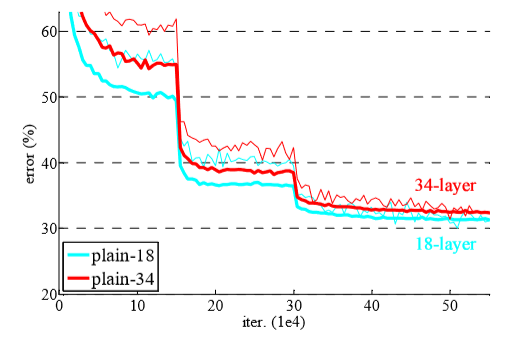 60
50
40
30
20
error (%)
34-layer
18-layer
plain-18
plain-34
0
10
20
30
40
50
iter. (1e4)